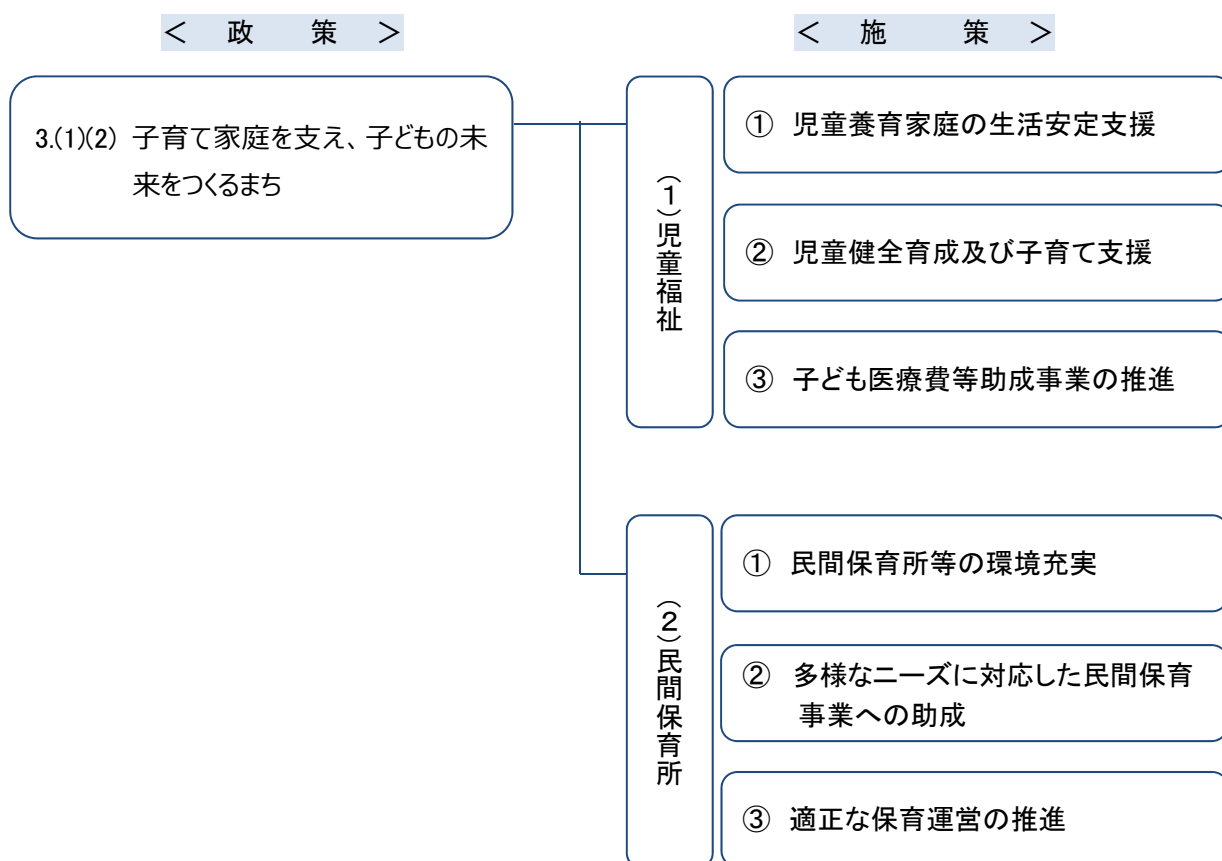 ＜ 政 策 ＞
＜ 施 策 ＞
3.(1)(2) 子育て家庭を支え、子どもの未
来をつくるまち
（１）児童福祉
① 児童養育家庭の生活安定支援
② 児童健全育成及び子育て支援
③ 子ども医療費等助成事業の推進
（２）民間保育所
① 民間保育所等の環境充実
② 多様なニーズに対応した民間保育
事業への助成
③ 適正な保育運営の推進